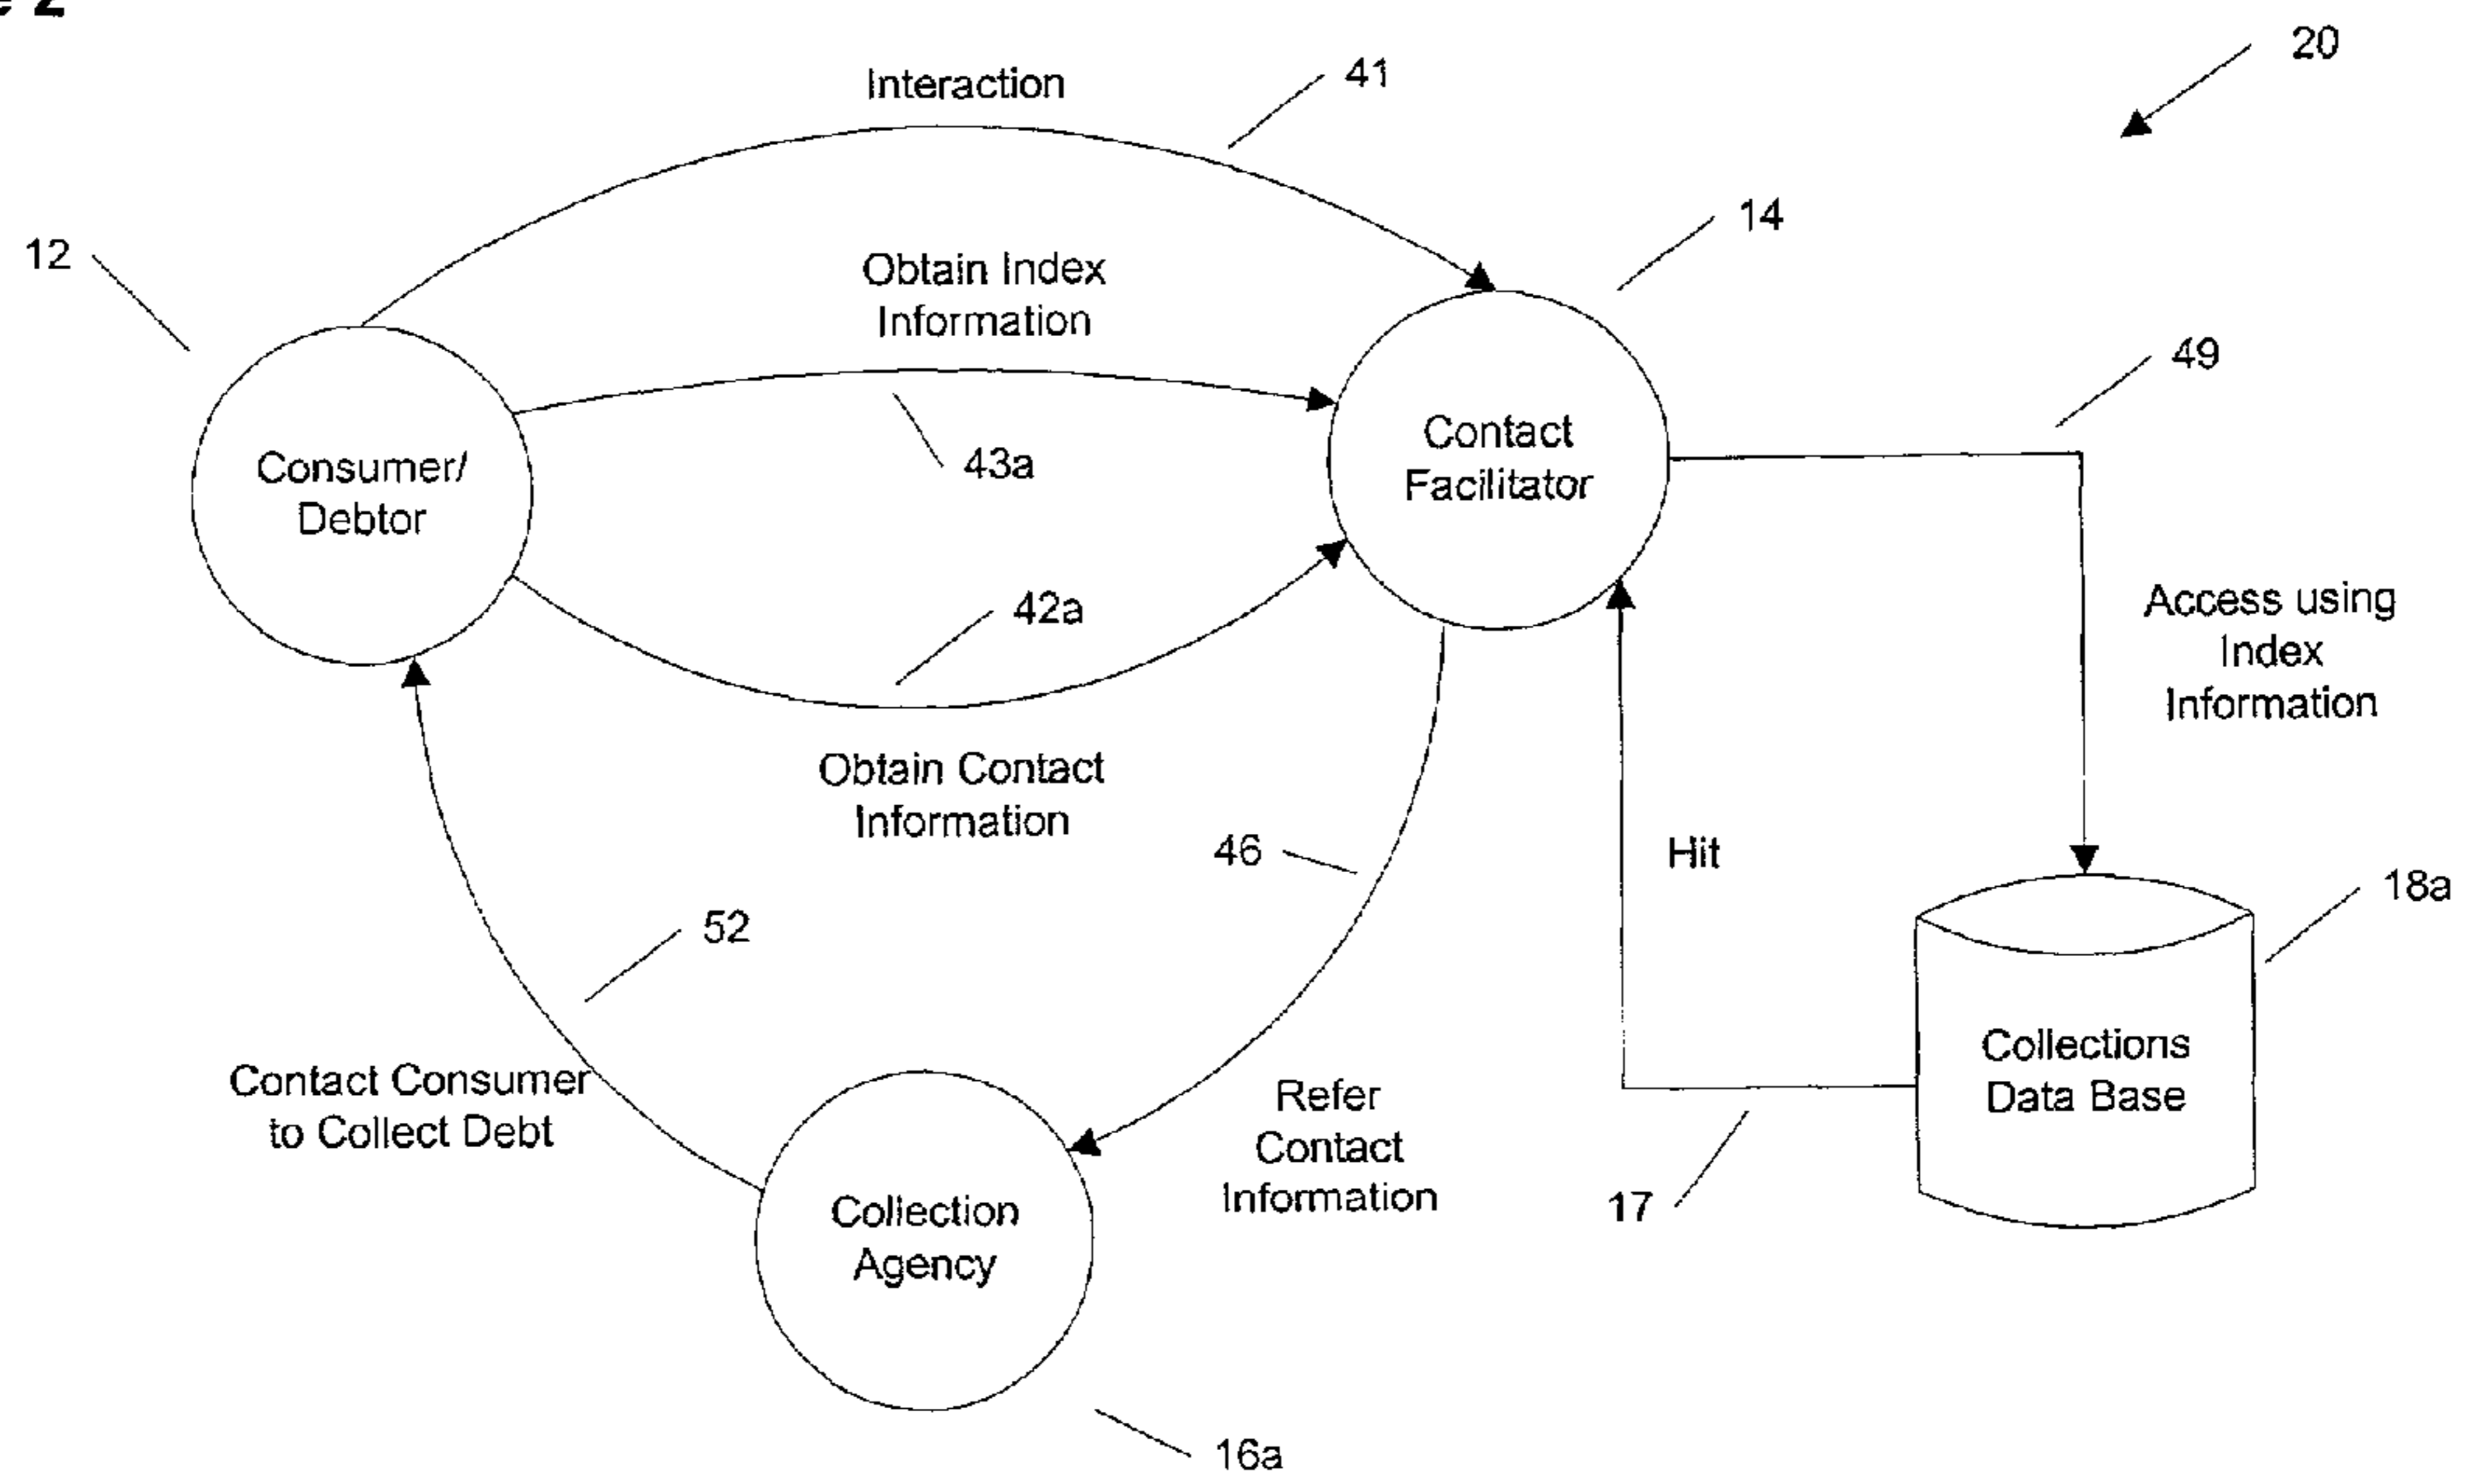 2
20
Interaction
41
14
12
Obtain Index
Information
49
43a
Contact
Facilitator
Consumer/
Debtor
42a
Access using
Index
Information
Obtain Contact
Information
46
Hit
18a
52
Collections
Data Base
Contact Consumer
to Collect Debt
Refer
Contact
Information
17
Collection
Agency
16a